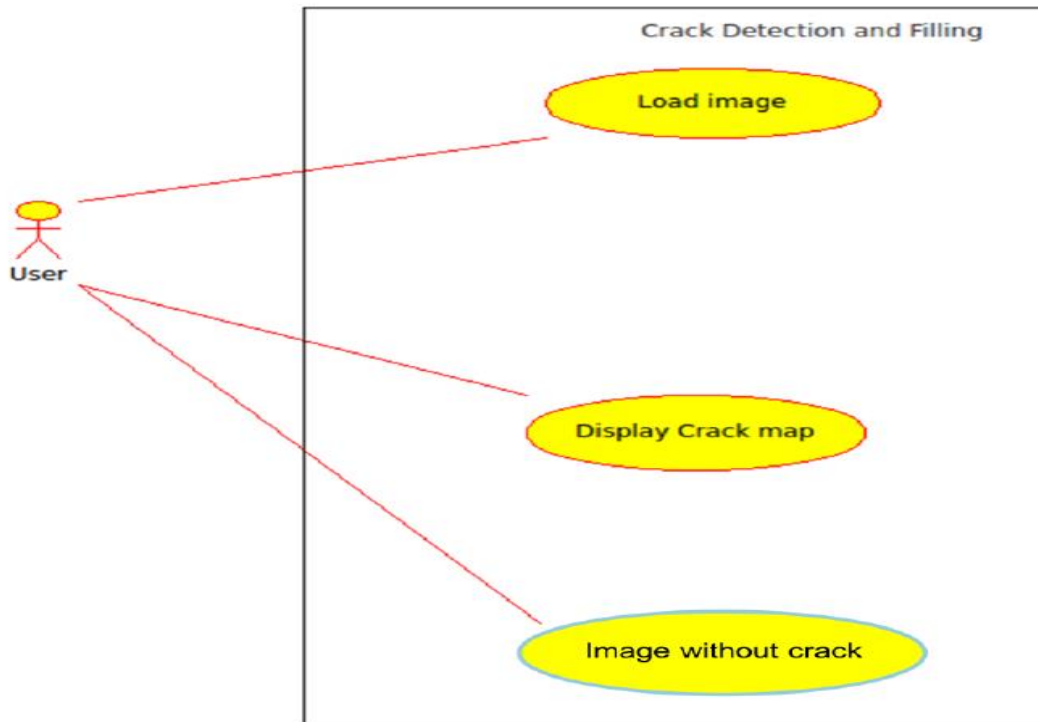 Crack Detection and Filling
Load image
User
Display Crack map
Image without crack